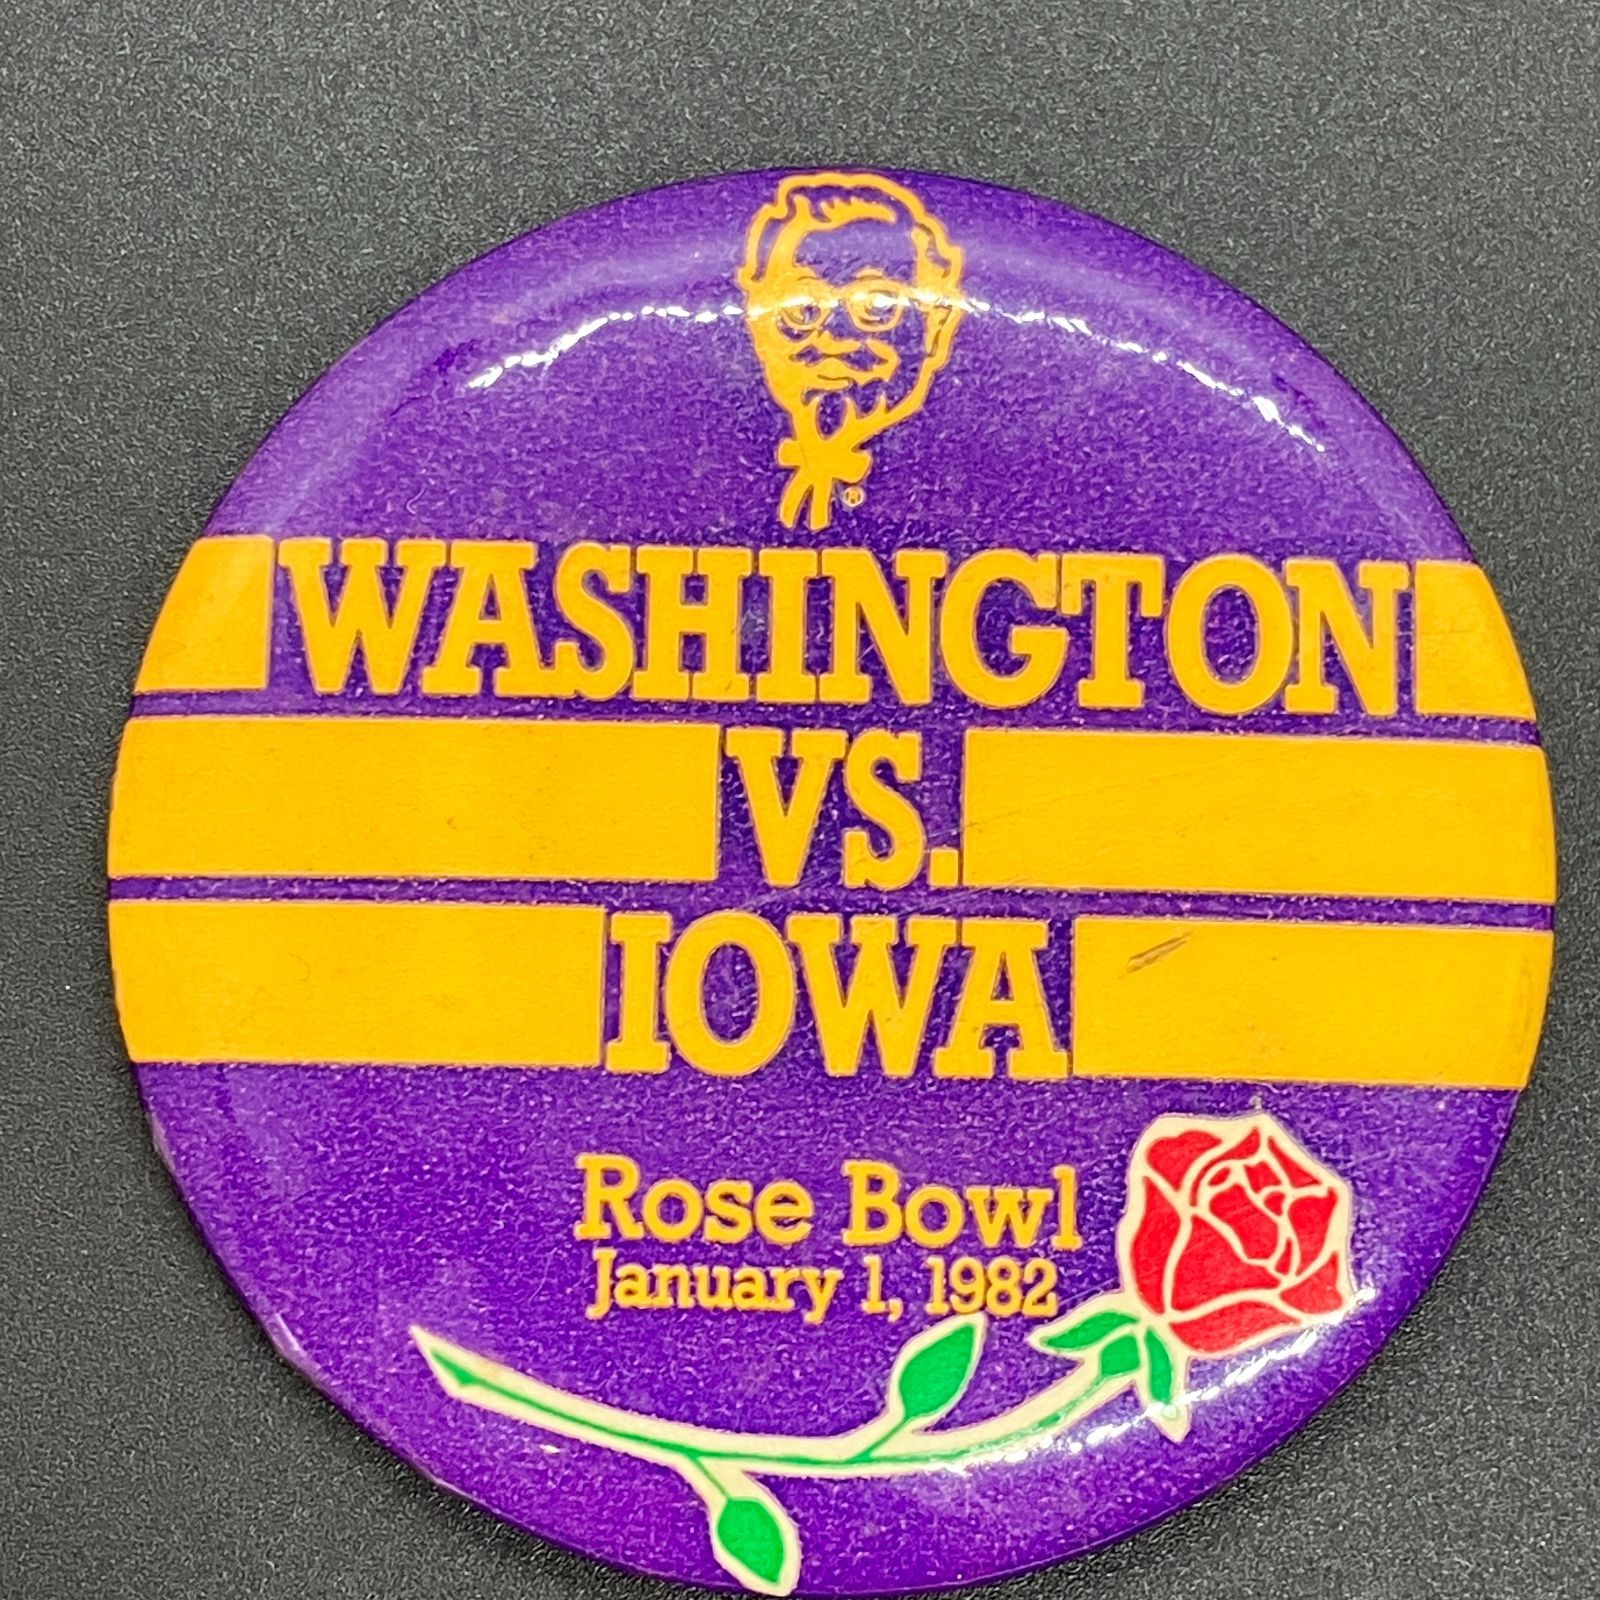 ®
WASHINGTON
VS.
IOWA
Rose Bowl
January 1, 1982